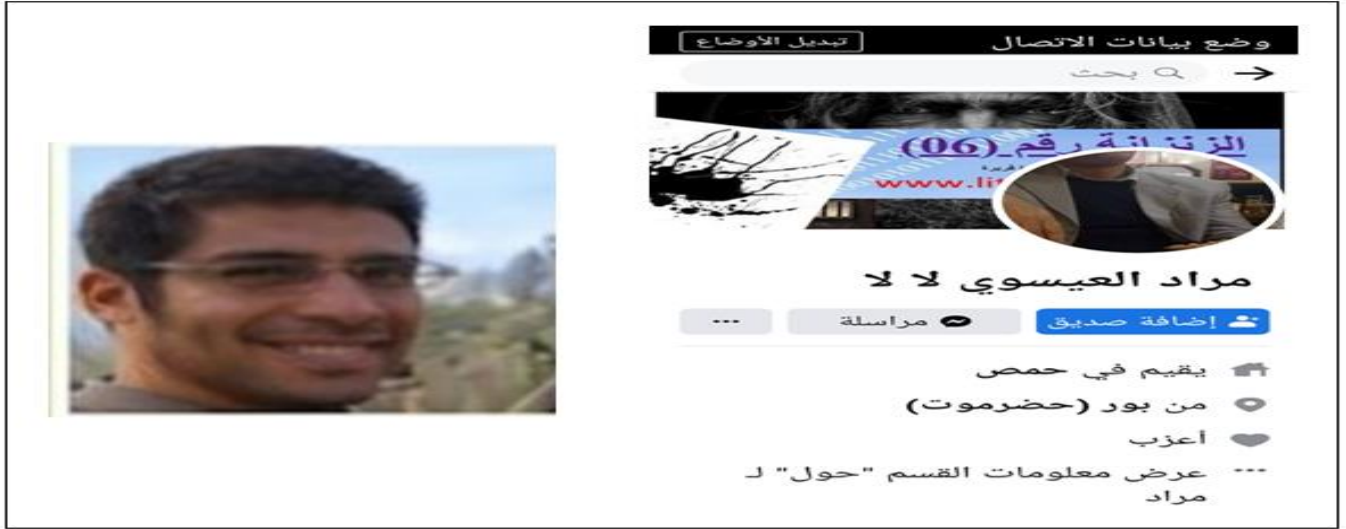 وضع بيانات الاتصال
تبديل الأوضاع
بحث
الزنزانة رقم (06)
www.lit
مراد العيسوي لا لا
إضافة صديق
مراسلة
...
يقيم في حمص
من بور (حضرموت)
أعزب
... عرض معلومات القسم "حول" لـ
مراد